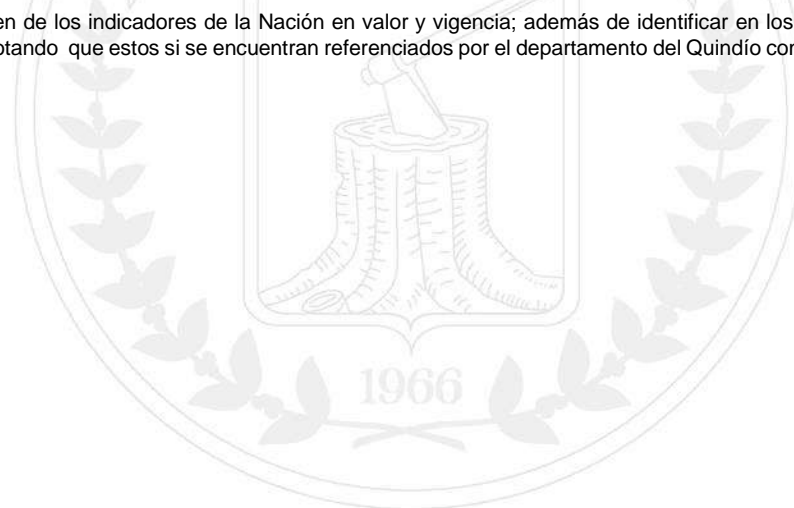 en de los indicadores de la Nación en valor y vigencia; además de identificar en los
otando que estos si se encuentran referenciados por el departamento del Quindío con
1966